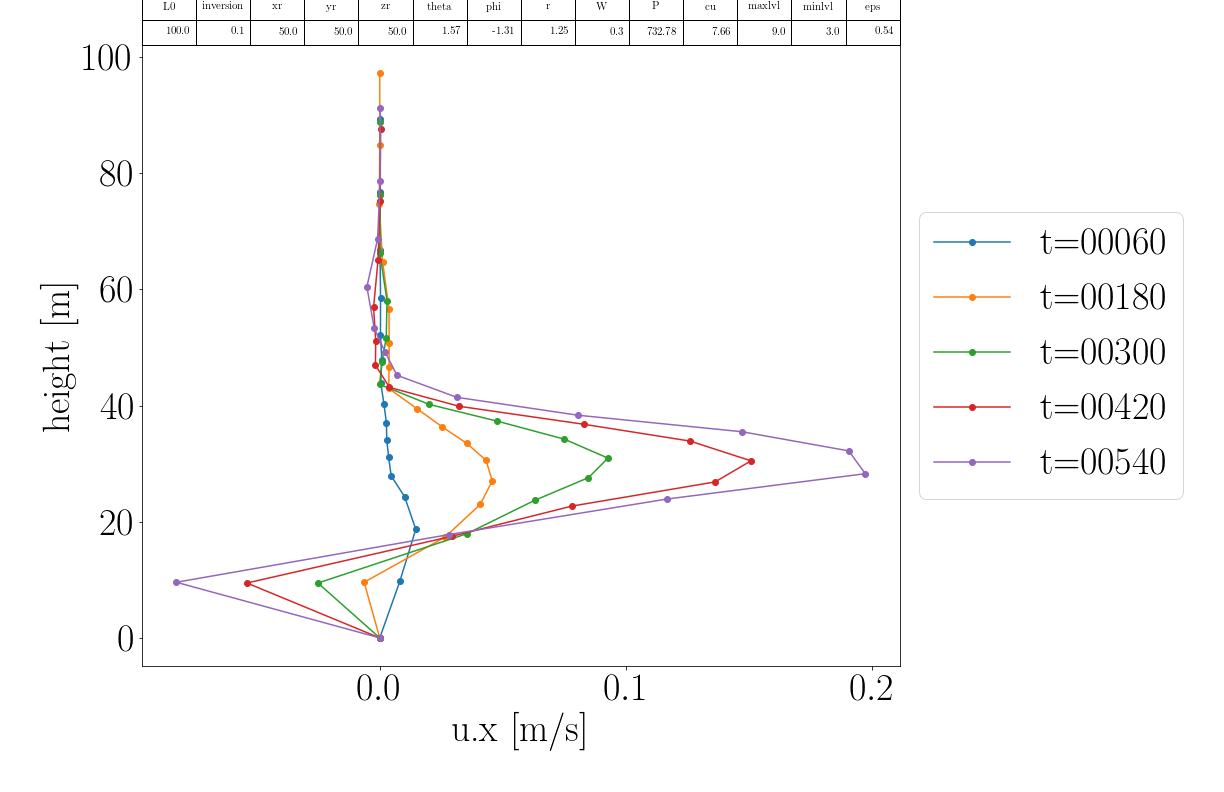 L0 inversion xr yr zr theta phi r W P cu maxlvl minlvl eps
100.0 0.1 50.0 50.0 50.0 1.57 -1.31 1.25 0.3 732.78 7.66 9.0 3.0 0.54
100
80
60
40
20
0
height [m]
0.0 0.1 0.2
u.x [m/s]
t=00060
t=00180
t=00300
t=00420
t=00540